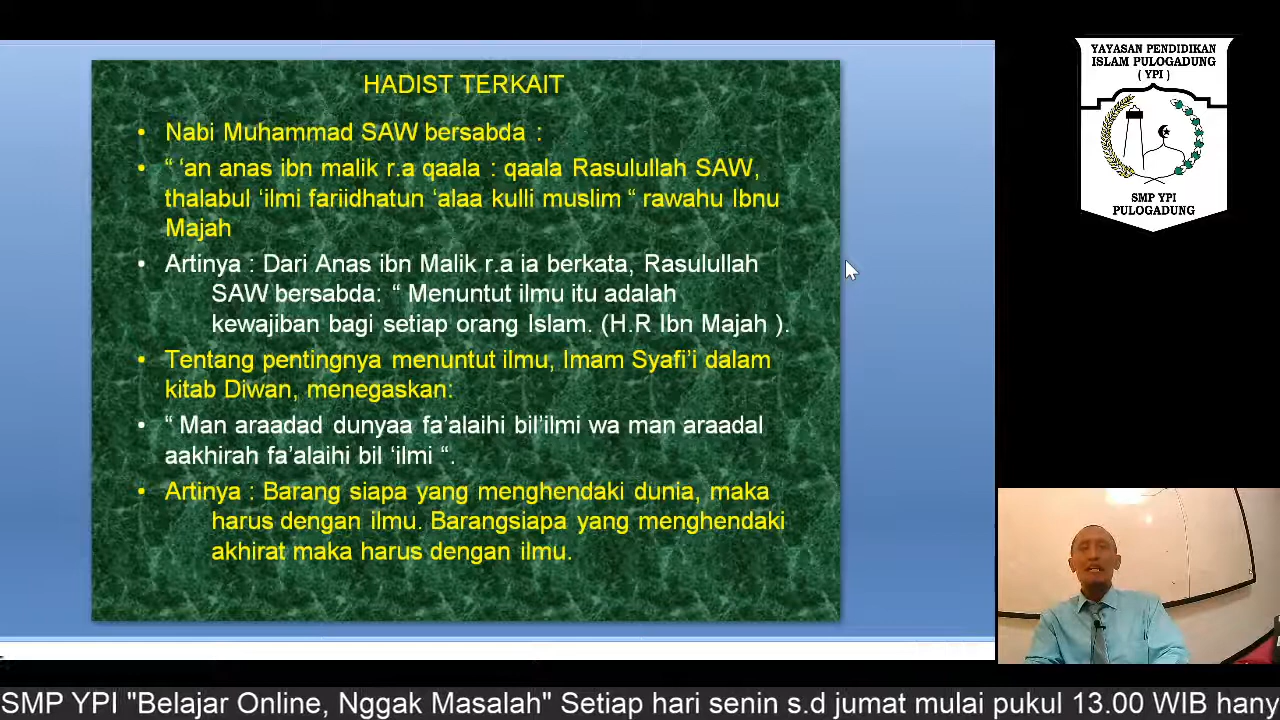 HADIST TERKAIT
• Nabi Muhammad SAW bersabda :
• “ ‘an anas ibn malik r.a qaala : qaala Rasulullah SAW,
thalabul ‘ilmi fariidhatun ‘alaa kulli muslim “ rawahu Ibnu
Majah
• Artinya : Dari Anas ibn Malik r.a ia berkata, Rasulullah
SAW bersabda: “ Menuntut ilmu itu adalah
kewajiban bagi setiap orang Islam. (H.R Ibn Majah ).
• Tentang pentingnya menuntut ilmu, Imam Syafi’i dalam
kitab Diwan, menegaskan:
• “ Man araadad dunyaa fa’alaihi bil’ilmi wa man araadal
aakhirah fa’alaihi bil ‘ilmi “.
• Artinya : Barang siapa yang menghendaki dunia, maka
harus dengan ilmu. Barangsiapa yang menghendaki
akhirat maka harus dengan ilmu.
YAYASAN PENDIDIKAN
ISLAM PULOGADUNG
( YPI )
SMP YPI
PULOGADUNG
SMP YPI "Belajar Online, Nggak Masalah" Setiap hari senin s.d jumat mulai pukul 13.00 WIB hany